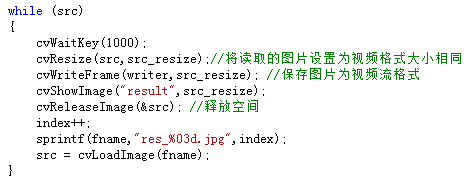 while (src)
{
cvWaitKey(1000);
cvResize(src,src_resize);//将读取的图片设置为视频格式大小相同
cvWriteFrame(writer,src_resize); //保存图片为视频流格式
cvShowImage("result",src_resize);
cvReleaseImage(&src); //释放空间
index++;
sprintf(fname,"res_%03d.jpg",index);
src = cvLoadImage(fname);
}